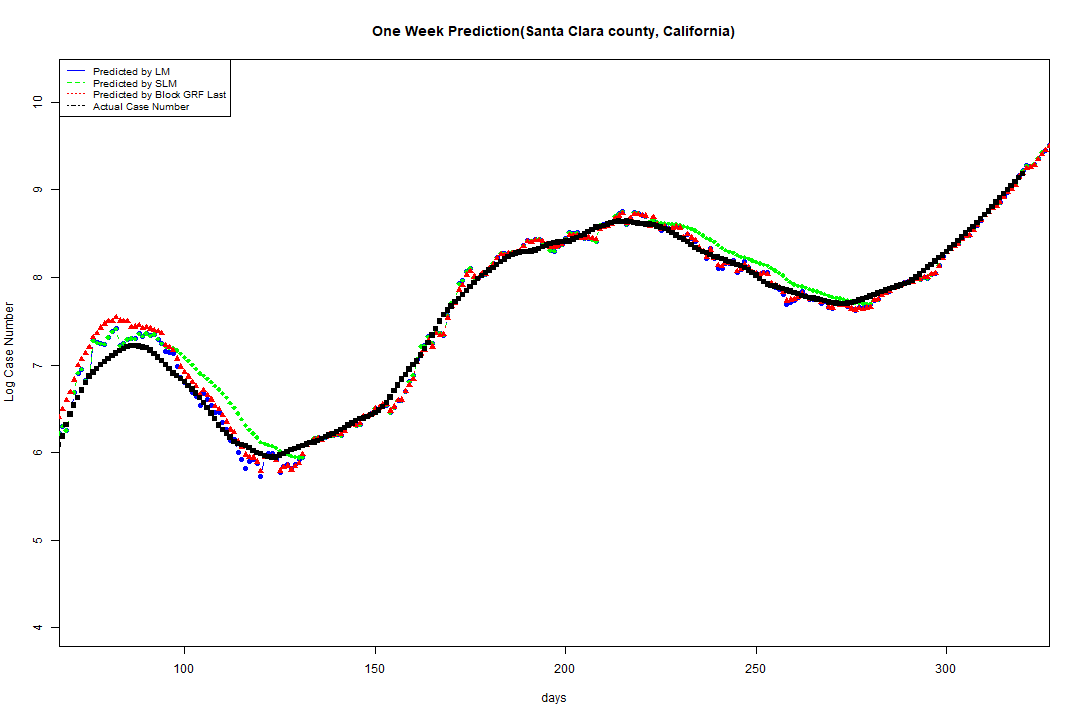 One Week Prediction(Santa Clara county, California)
Predicted by LM
Predicted by SLM
Predicted by Block GRF Last
Actual Case Number
10
9
8
7
6
5
4
Log Case Number
100 150 200 250 300
days